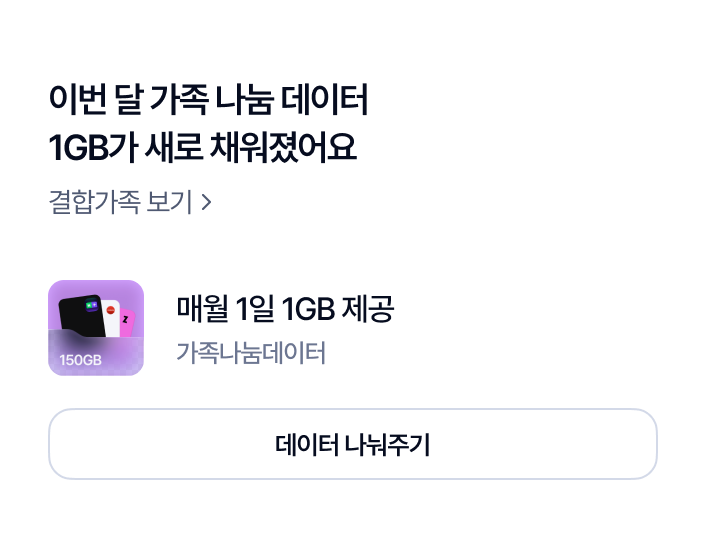 이번 달 가족 나눔 데이터
1GB가 새로 채워졌어요
결합가족 보기 >
매월 1일 1GB 제공
가족나눔데이터
150GB
z
데이터 나눠주기